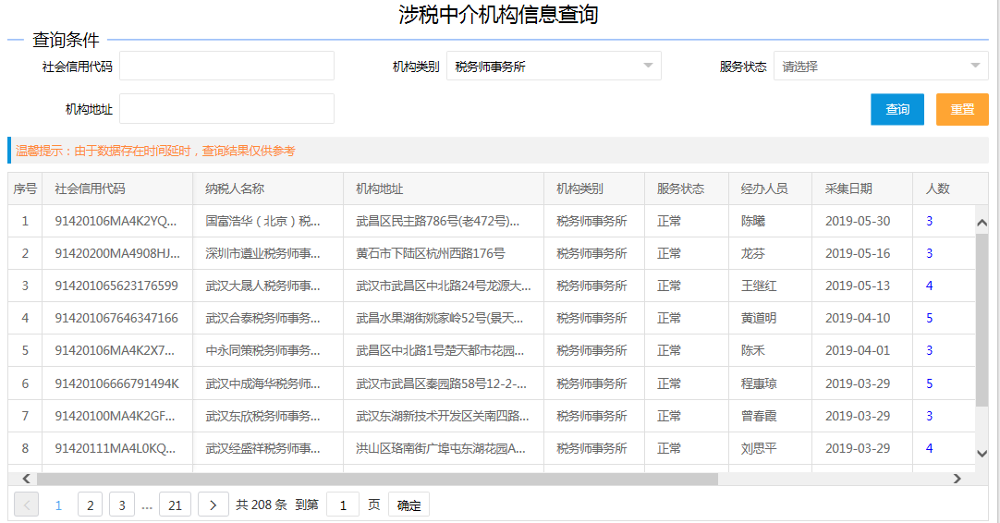 涉税中介机构信息查询
查询条件
社会信用代码 机构类别 税务师事务所 服务状态 请选择
机构地址 查询 重置
温馨提示：由于数据存在时间延时，查询结果仅供参考
序号 社会信用代码 纳税人名称 机构地址 机构类别 服务状态 经办人员 采集日期 人数
1 91420106MA4K2YQ... 国富浩华（北京）税... 武昌区民主路786号(老472号)... 税务师事务所 正常 陈曦 2019-05-30 3
2 91420200MA4908HJ... 深圳市遵业税务师事... 黄石市下陆区杭州西路176号 税务师事务所 正常 龙芬 2019-05-16 3
3 914201065623176599 武汉大晟人税务师事... 武汉市武昌区中北路24号龙源大... 税务师事务所 正常 王继红 2019-05-13 4
4 914201067646347166 武汉合泰税务师事务... 武昌水果湖街姚家岭52号(景天... 税务师事务所 正常 黄道明 2019-04-10 5
5 91420106MA4K2X7... 中永同策税务师事务... 武昌区中北路1号楚天都市花园... 税务师事务所 正常 陈禾 2019-04-01 3
6 91420106666791494K 武汉中成海华税务师... 武汉市武昌区秦园路58号12-2-... 税务师事务所 正常 程惠琼 2019-03-29 5
7 91420100MA4K2GF... 武汉东欣税务师事务... 武汉东湖新技术开发区关南四路... 税务师事务所 正常 曾春霞 2019-03-29 3
8 91420111MA4L0KQ... 武汉经盛祥税务师事... 洪山区珞南街广埠屯东湖花园A... 税务师事务所 正常 刘思平 2019-03-29 4
1 2 3 ... 21 共 208 条 到第 1 页 确定